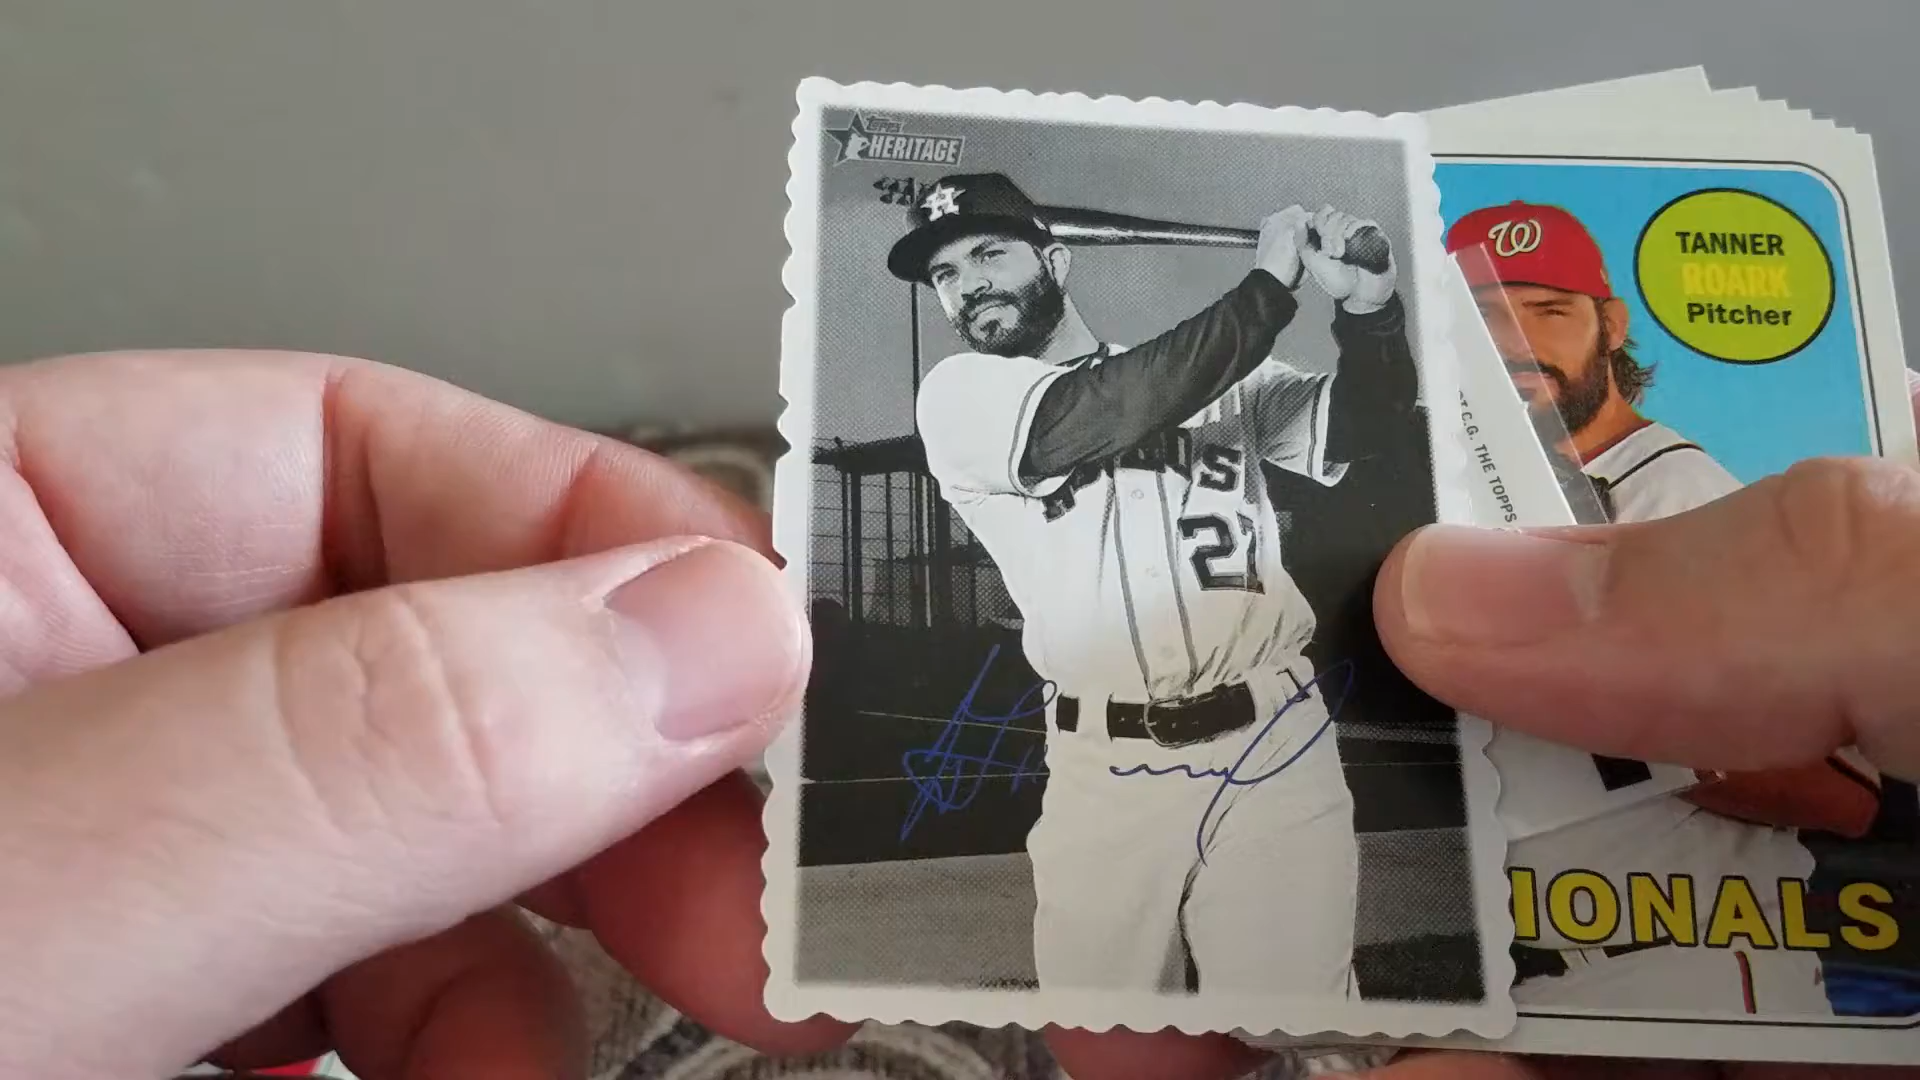 topps
HERITAGE
H
27
TANNER
ROARK
Pitcher
W
C.G. THE TOPPS
IONALS